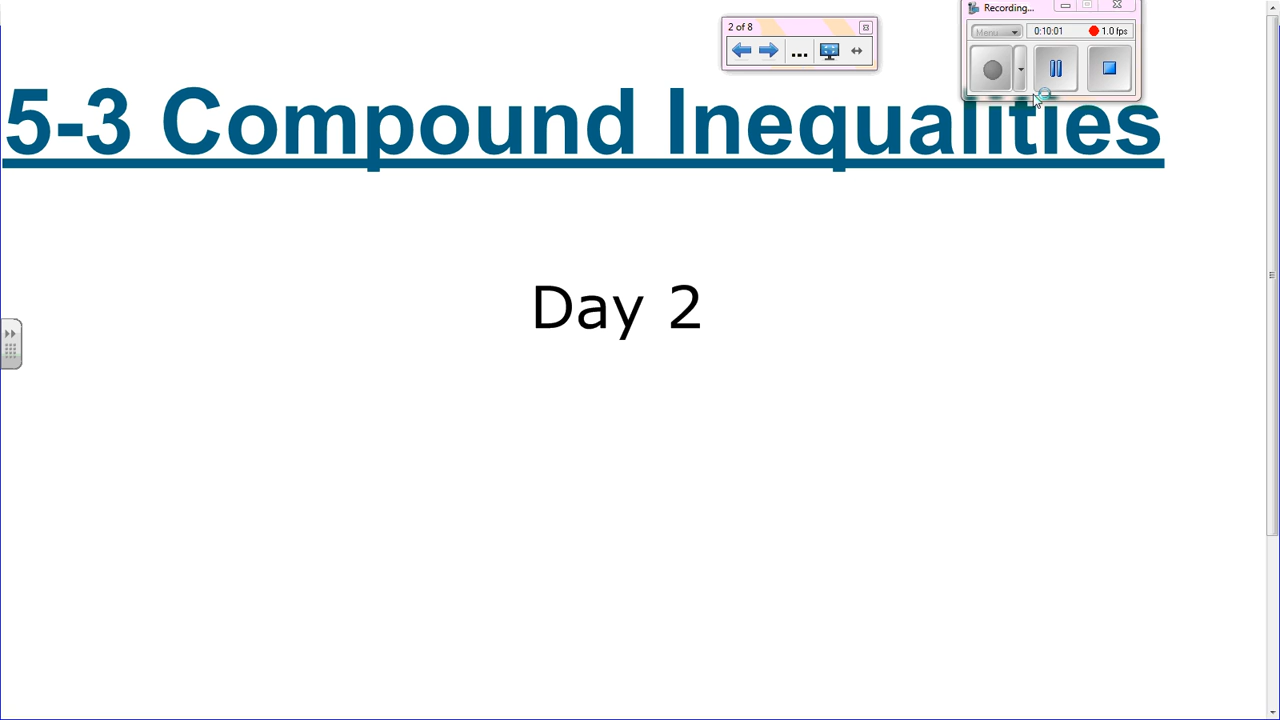 Recording...
2 of 8
Menu
0:10:01
1.0 fps
...
5-3 Compound Inequalities
Day 2